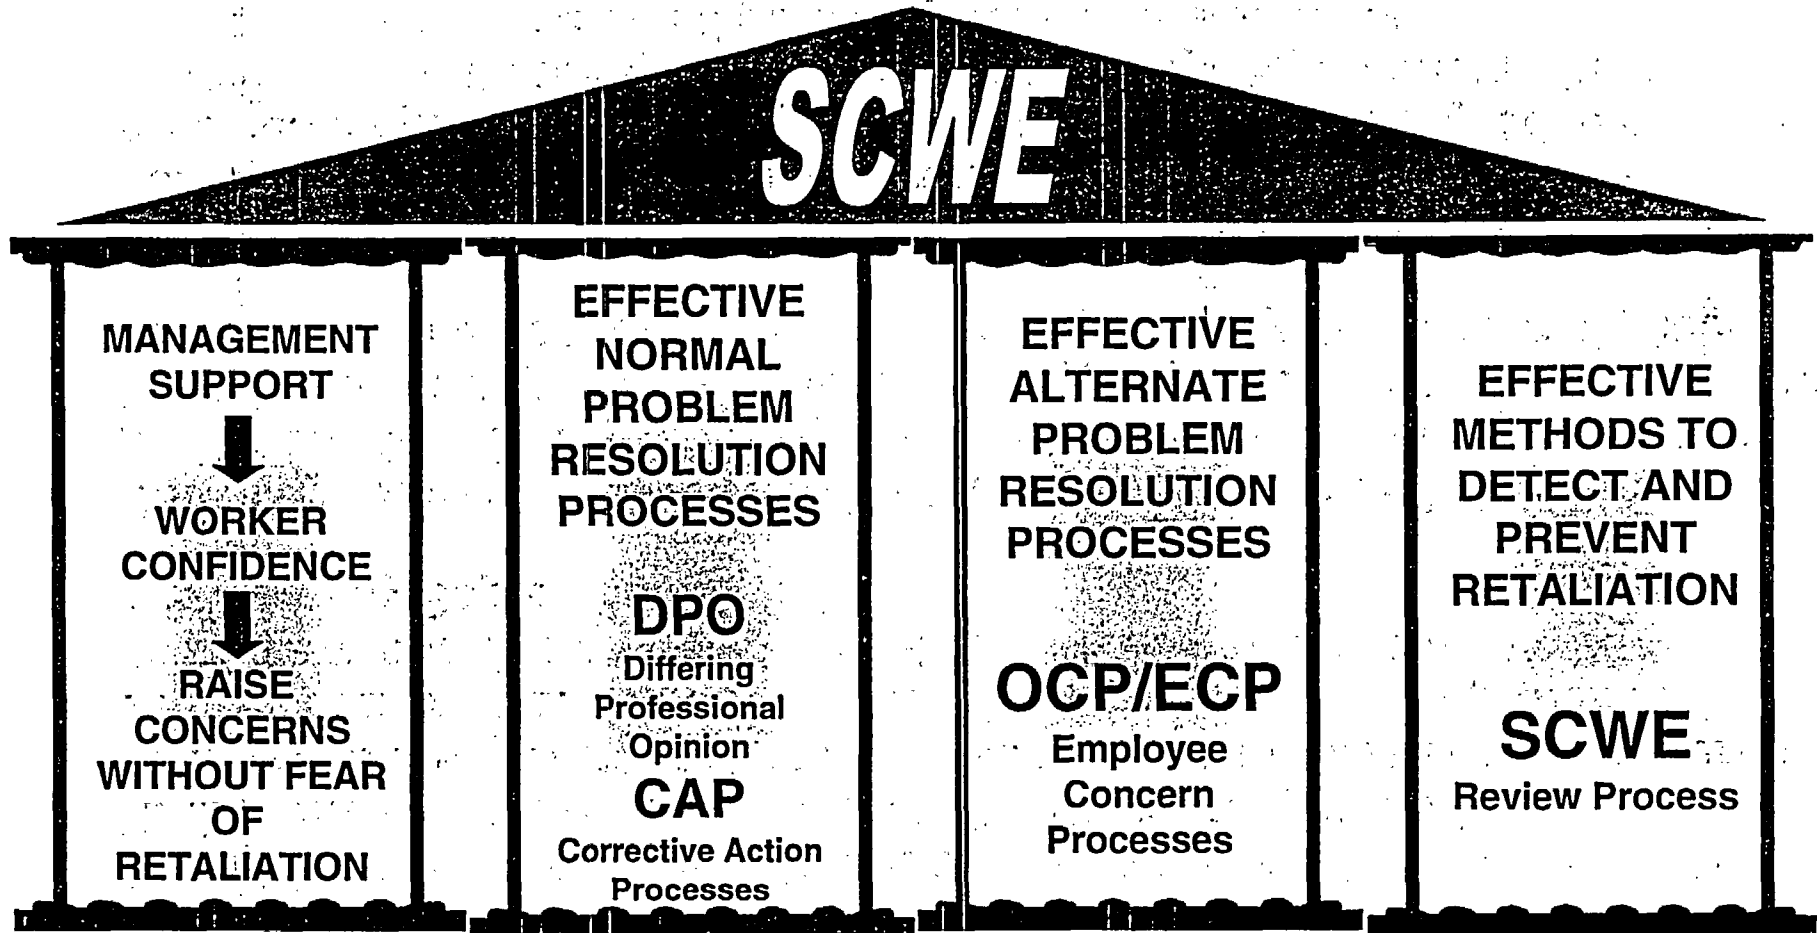 SCWE
MANAGEMENT
SUPPORT
WORKER
CONFIDENCE
RAISE
CONCERNS
WITHOUT FEAR
OF
RETALIATION
EFFECTIVE
NORMAL
PROBLEM
RESOLUTION
PROCESSES
DPO
Differing
Professional
Opinion
CAP
Corrective Action
Processes
EFFECTIVE
ALTERNATE
PROBLEM
RESOLUTION
PROCESSES
OCP/ECP
Employee
Concern
Processes
EFFECTIVE
METHODS TO
DETECT AND
PREVENT
RETALIATION
SCWE
Review Process